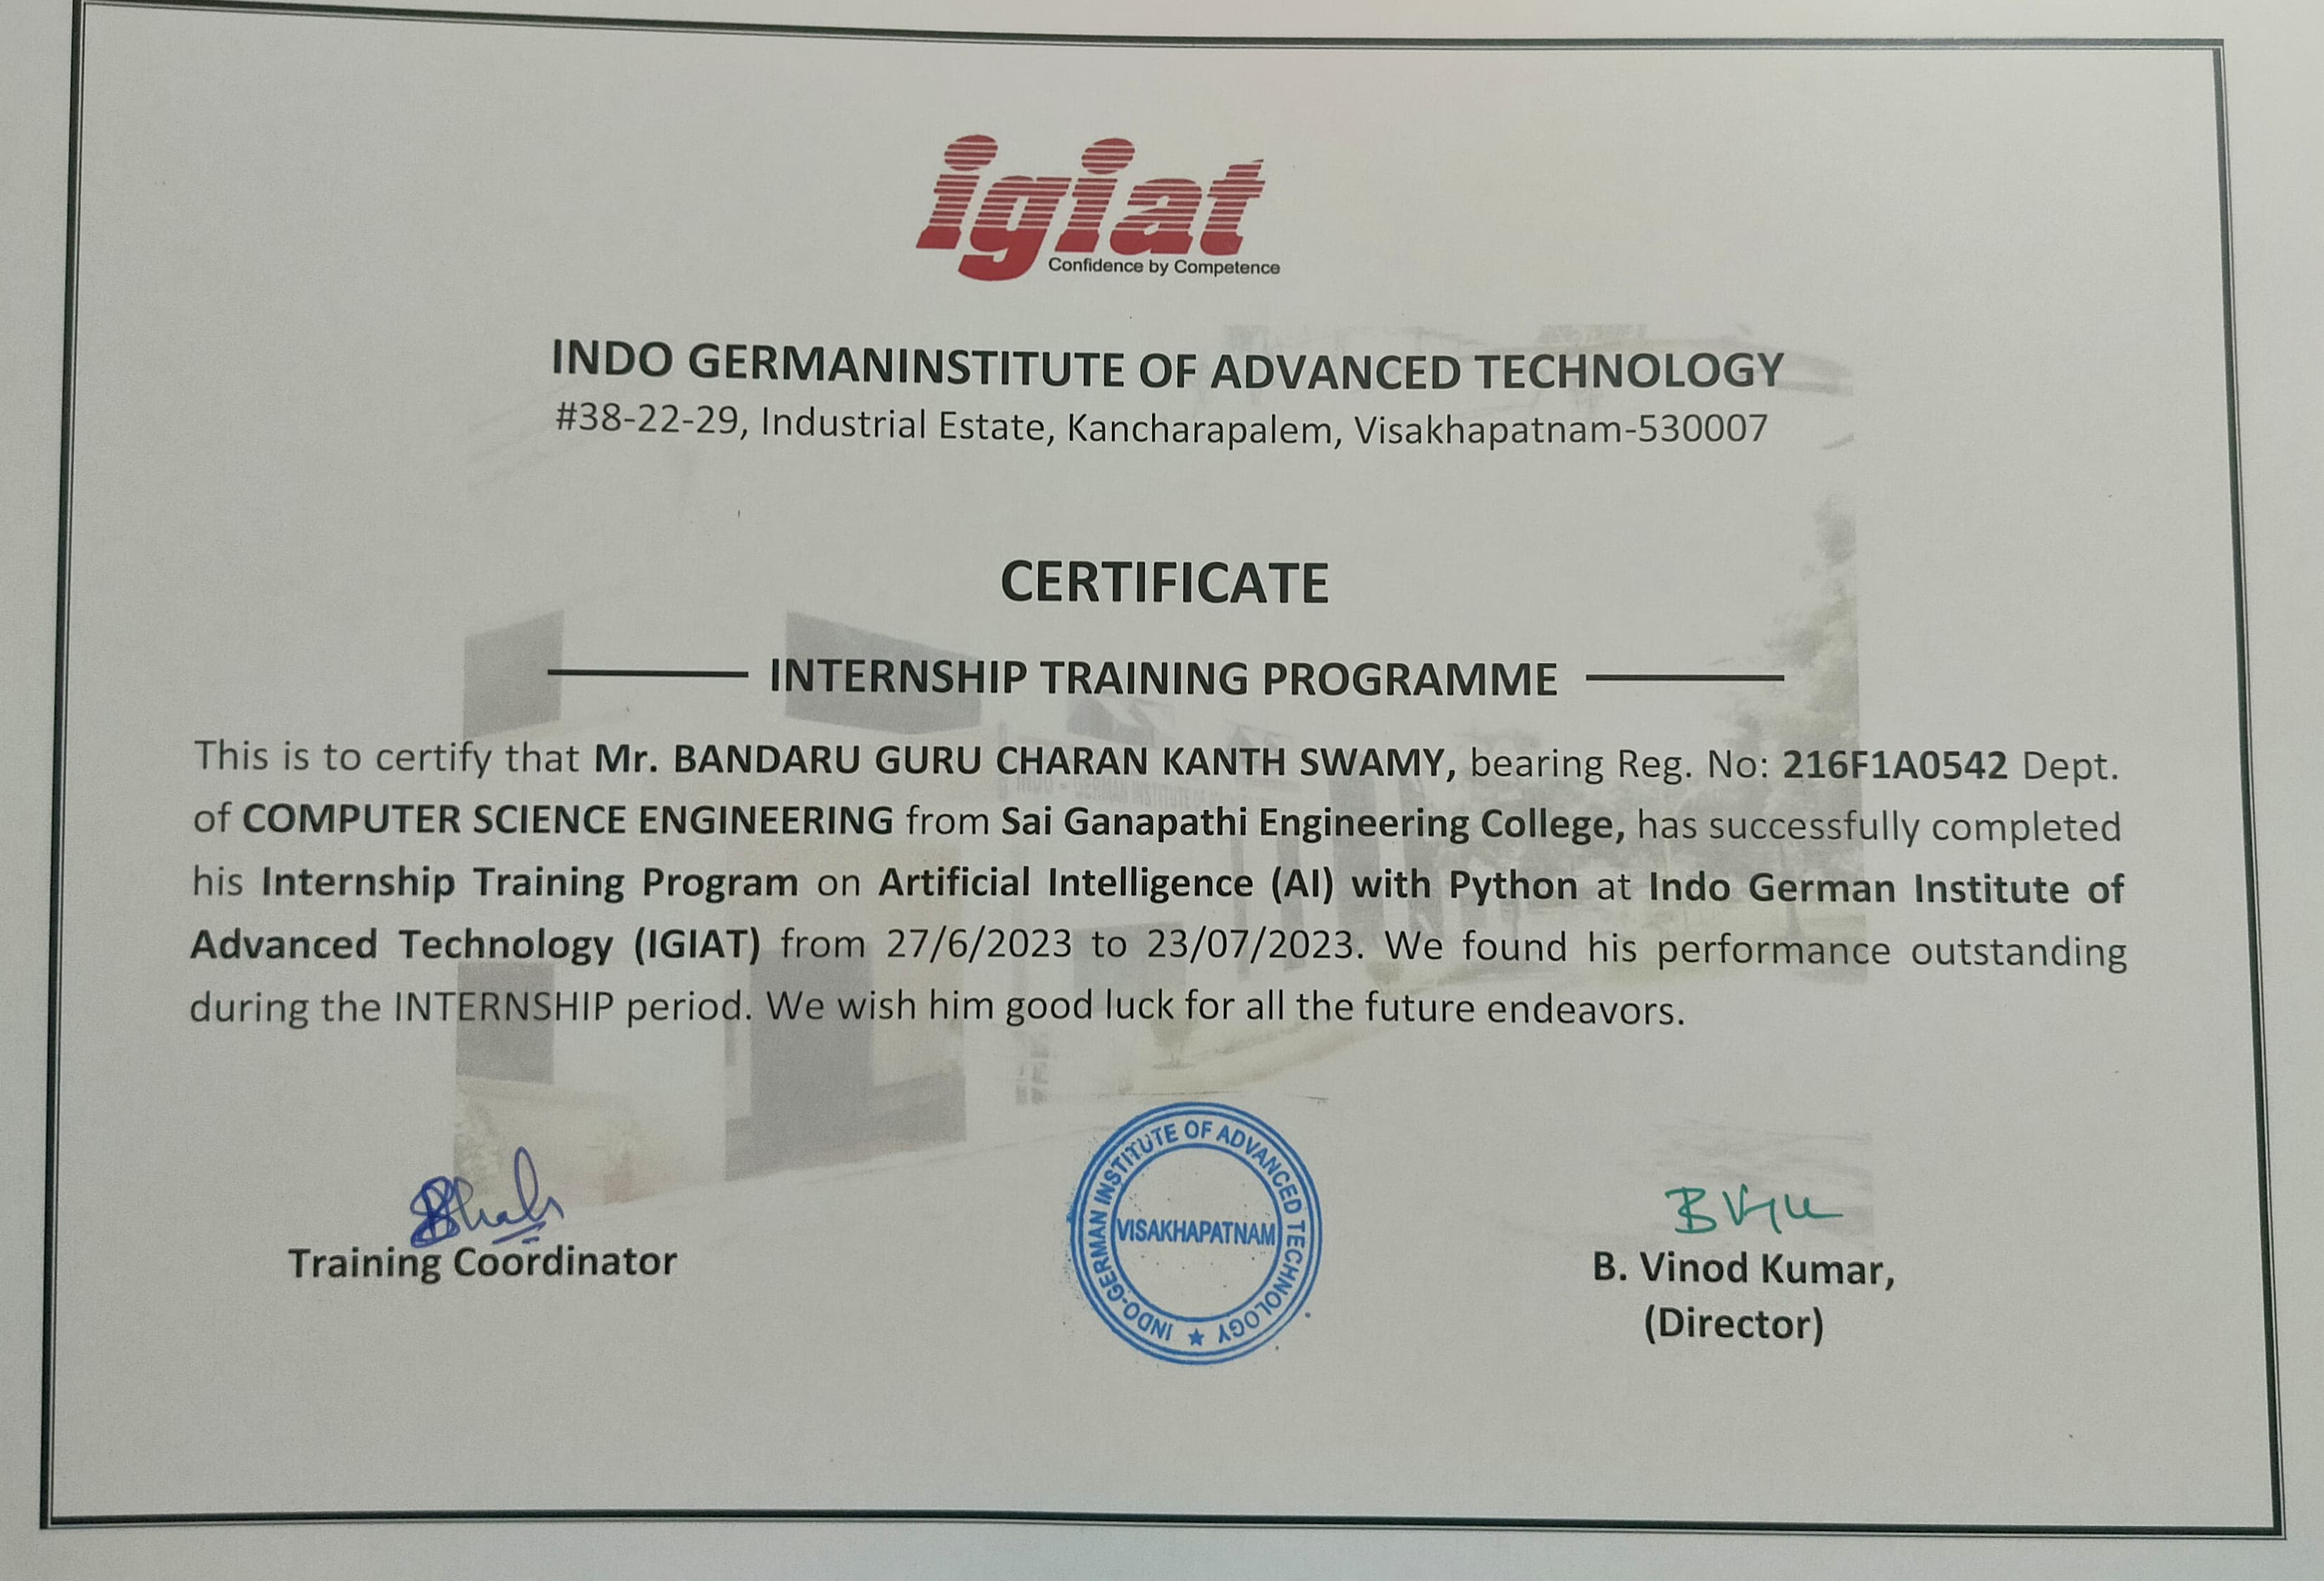 igiat
Confidence by Competence
INDO GERMANINSTITUTE OF ADVANCED TECHNOLOGY
#38-22-29, Industrial Estate, Kancharapalem, Visakhapatnam-530007
CERTIFICATE
INTERNSHIP TRAINING PROGRAMME
This is to certify that Mr. BANDARU GURU CHARAN KANTH SWAMY, bearing Reg. No: 216F1A0542 Dept.
of COMPUTER SCIENCE ENGINEERING from Sai Ganapathi Engineering College, has successfully completed
his Internship Training Program on Artificial Intelligence (AI) with Python at Indo German Institute of
Advanced Technology (IGIAT) from 27/6/2023 to 23/07/2023. We found his performance outstanding
during the INTERNSHIP period. We wish him good luck for all the future endeavors.
Training Coordinator
INDO-GERMAN INSTITUTE OF ADVANCED TECHNOLOGY
VISAKHAPATNAM
B. Vinod Kumar,
(Director)